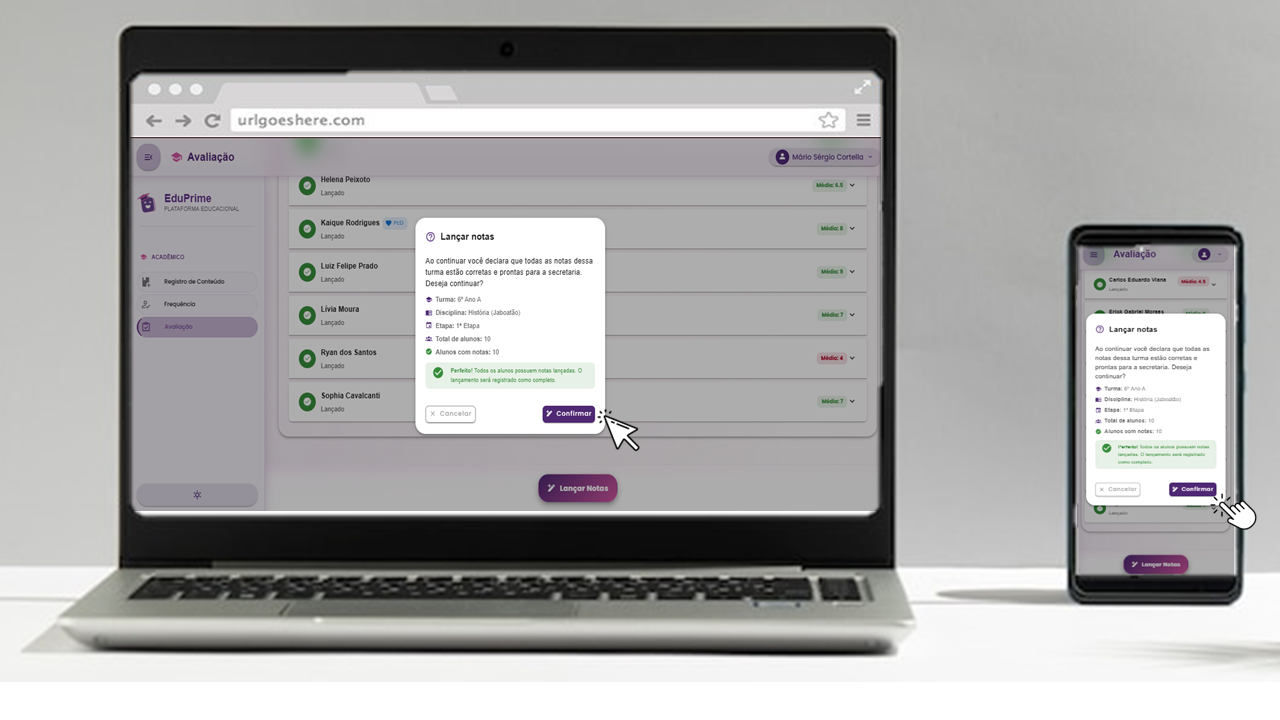 urlgoeshere.com
Avaliação
Mário Sérgio Cortella
EduPrime
PLATAFORMA EDUCACIONAL
ACADÊMICO
Registro de Conteúdo
Frequência
Avaliação
Helena Peixoto
Lançado
Média: 6.5
Kaique Rodrigues PcD
Lançado
Média: 8
Luiz Felipe Prado
Lançado
Lívia Moura
Lançado
Média: 7
Ryan dos Santos
Lançado
Média: 4
Sophia Cavalcanti
Lançado
Média: 7
Lançar notas
Ao continuar você declara que todas as notas dessa
turma estão corretas e prontas para a secretaria.
Deseja continuar?
Turma: 6º Ano A
Disciplina: História (Jaboatão)
Etapa: 1ª Etapa
Total de alunos: 10
Alunos com notas: 10
Perfeito! Todos os alunos possuem notas lançadas. O
lançamento será registrado como completo.
Cancelar
Confirmar
Lançar Notas
Avaliação
Carlos Eduardo Viana
Lançado
Média: 4.5
Erick Gabriel Moraes
Lançar notas
Ao continuar você declara que todas as
notas dessa turma estão corretas e
prontas para a secretaria. Deseja
continuar?
Turma: 6º Ano A
Disciplina: História (Jaboatão)
Etapa: 1ª Etapa
Total de alunos: 10
Alunos com notas: 10
Perfeito! Todos os alunos possuem notas
lançadas. O lançamento será registrado
como completo.
Cancelar
Confirmar
Lançado
Lançar Notas